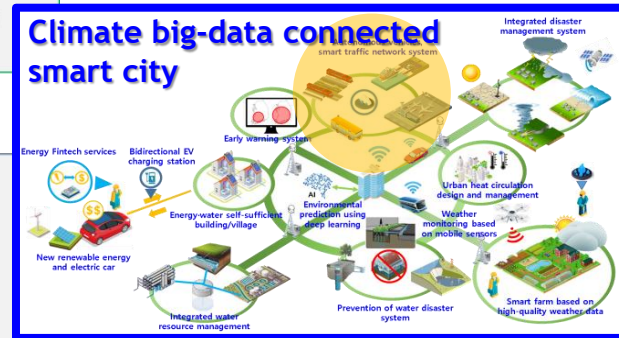 Climate big-data connected
smart city
smart traffic network system
Integrated disaster
management system
Early warning system
Energy Fintech services
Bidirectional EV
charging station
$
$$
AI
Energy-water self-sufficient
building/village
Environmental
prediction using
deep learning
Urban heat circulation
design and management
Weather
monitoring based
on mobile sensors
New renewable energy
and electric car
Integrated water
resource management
Prevention of water disaster
system
Smart farm based on
high-quality weather data